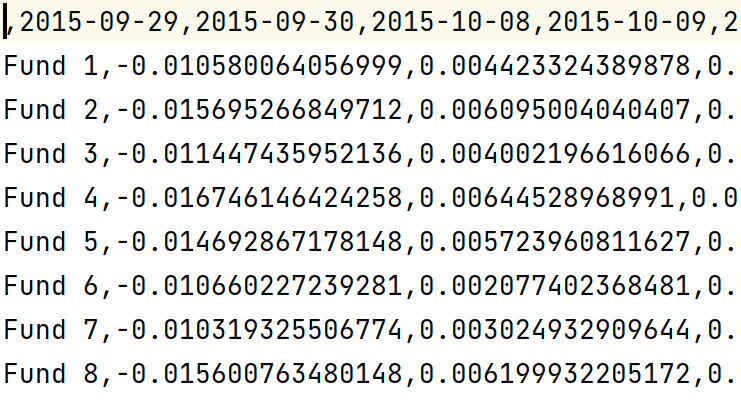 ,2015-09-29,2015-09-30,2015-10-08,2015-10-09,2
Fund 1,-0.010580064056999,0.004423324389878,0.
Fund 2,-0.015695266849712,0.006095004040407,0.
Fund 3,-0.011447435952136,0.004002196616066,0.
Fund 4,-0.016746146424258,0.00644528968991,0.0
Fund 5,-0.014692867178148,0.005723960811627,0.
Fund 6,-0.010660227239281,0.002077402368481,0.
Fund 7,-0.010319325506774,0.003024932909644,0.
Fund 8,-0.015600763480148,0.006199932205172,0.